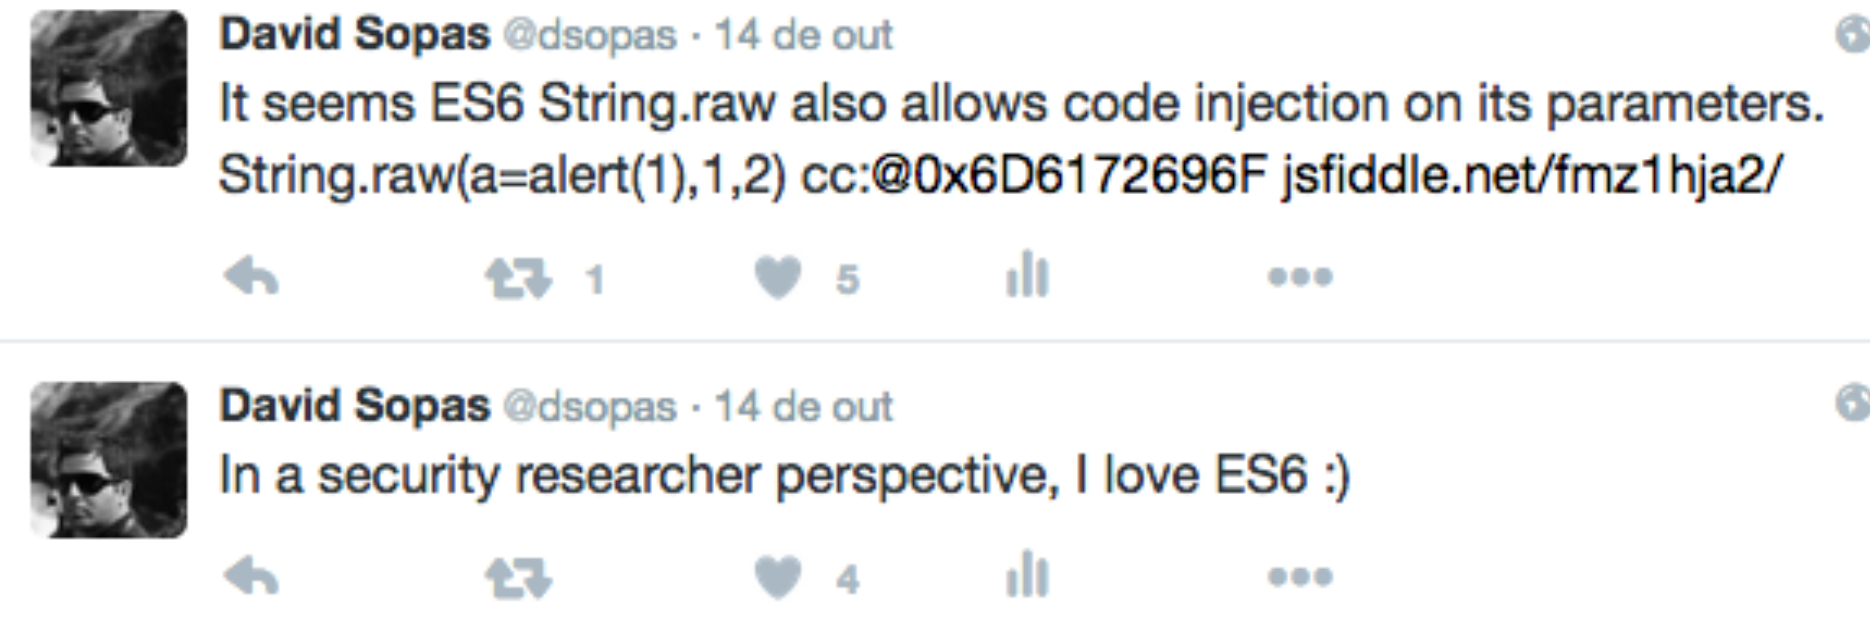 David Sopas @dsopas · 14 de out
It seems ES6 String.raw also allows code injection on its parameters.
String.raw(a=alert(1),1,2) cc:@0x6D6172696F jsfiddle.net/fmz1hja2/
1 5
David Sopas @dsopas · 14 de out
In a security researcher perspective, I love ES6 :)
4